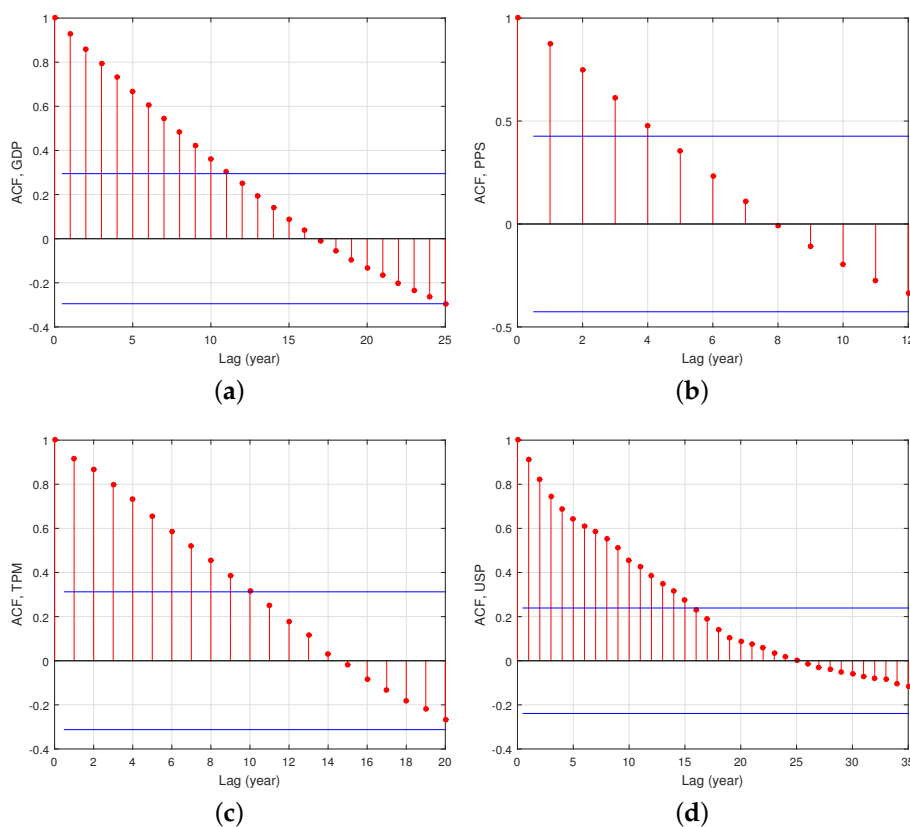 1
0.8
0.6
0.4
0.2
0
-0.2
-0.4
ACF, GDP
0 5 10 15 20 25
Lag (year)
(a)
1
0.5
0
-0.5
ACF, PPS
0 2 4 6 8 10 12
Lag (year)
(b)
1
0.8
0.6
0.4
0.2
0
-0.2
-0.4
ACF, TPM
0 2 4 6 8 10 12 14 16 18 20
Lag (year)
(c)
1
0.8
0.6
0.4
0.2
0
-0.2
-0.4
ACF, USP
0 5 10 15 20 25 30 35
Lag (year)
(d)